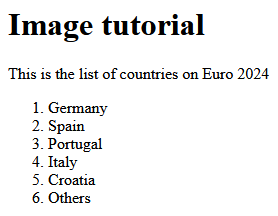 Image tutorial
This is the list of countries on Euro 2024
1. Germany
2. Spain
3. Portugal
4. Italy
5. Croatia
6. Others